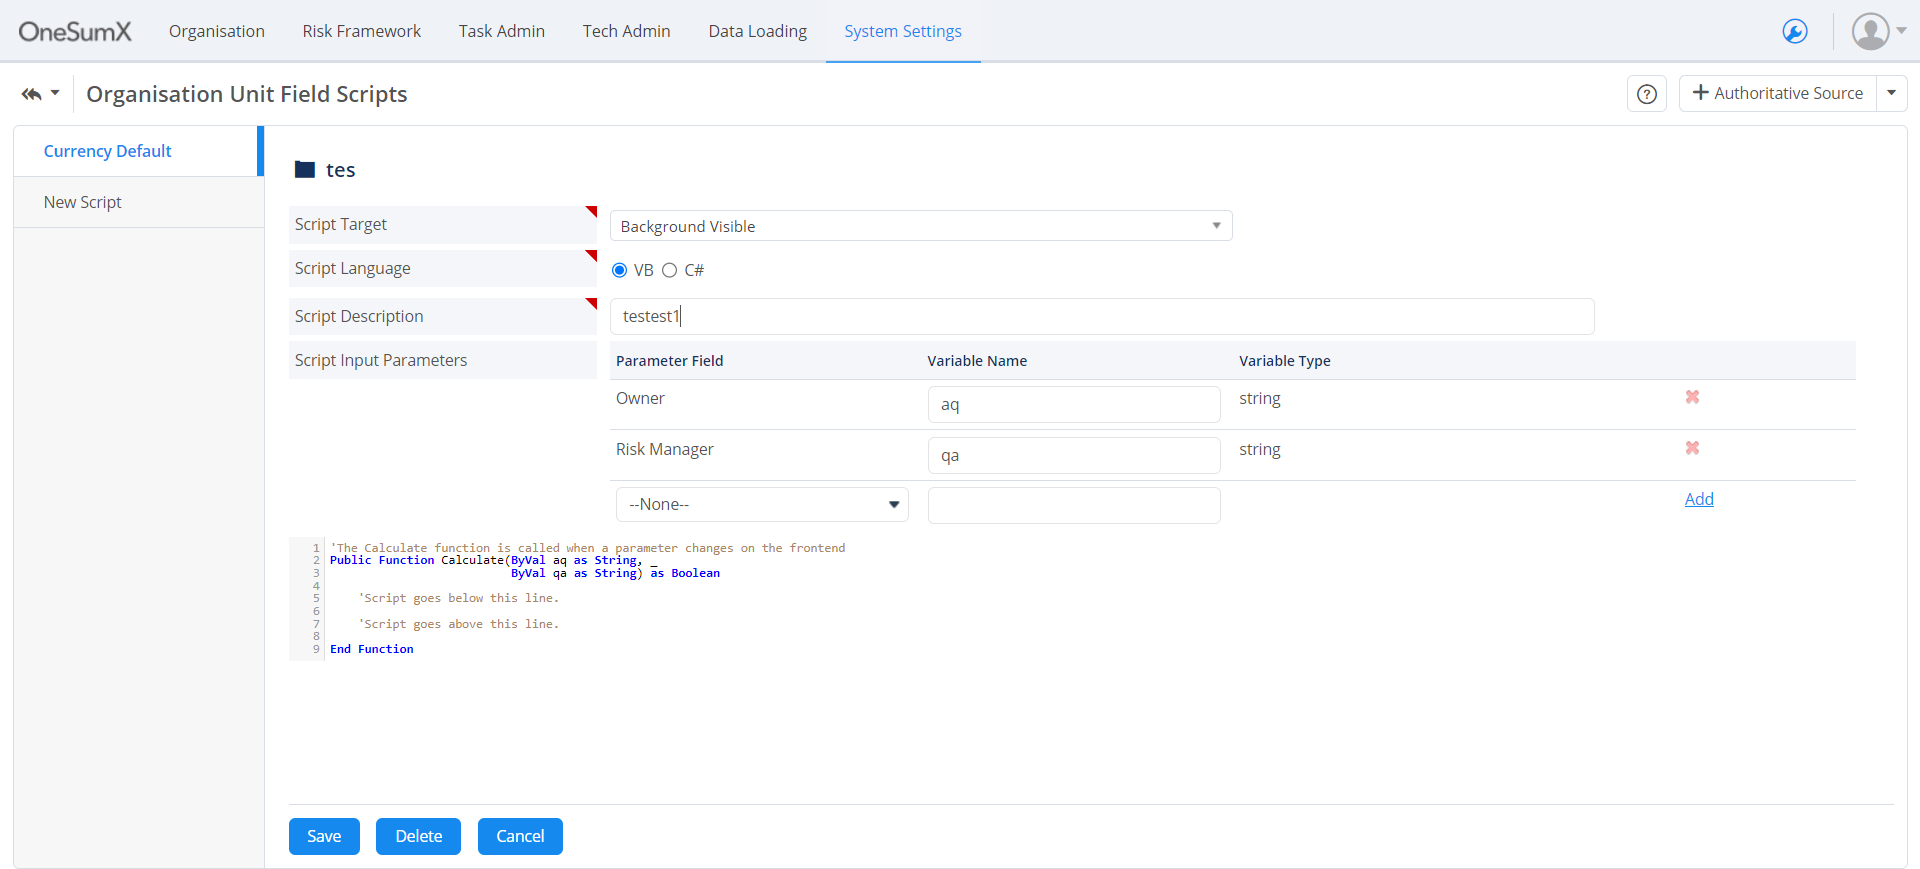 OneSumX Organisation Risk Framework Task Admin Tech Admin Data Loading System Settings
Organisation Unit Field Scripts ? + Authoritative Source
Currency Default
New Script
tes
Script Target Background Visible
Script Language VB C#
Script Description testest1
Script Input Parameters Parameter Field Variable Name Variable Type
Owner aq string
Risk Manager qa string
--None-- Add
1 'The Calculate function is called when a parameter changes on the frontend
2 Public Function Calculate(ByVal aq as String, _
3 ByVal qa as String) as Boolean
4
5 'Script goes below this line.
6
7 'Script goes above this line.
8
9 End Function
Save Delete Cancel